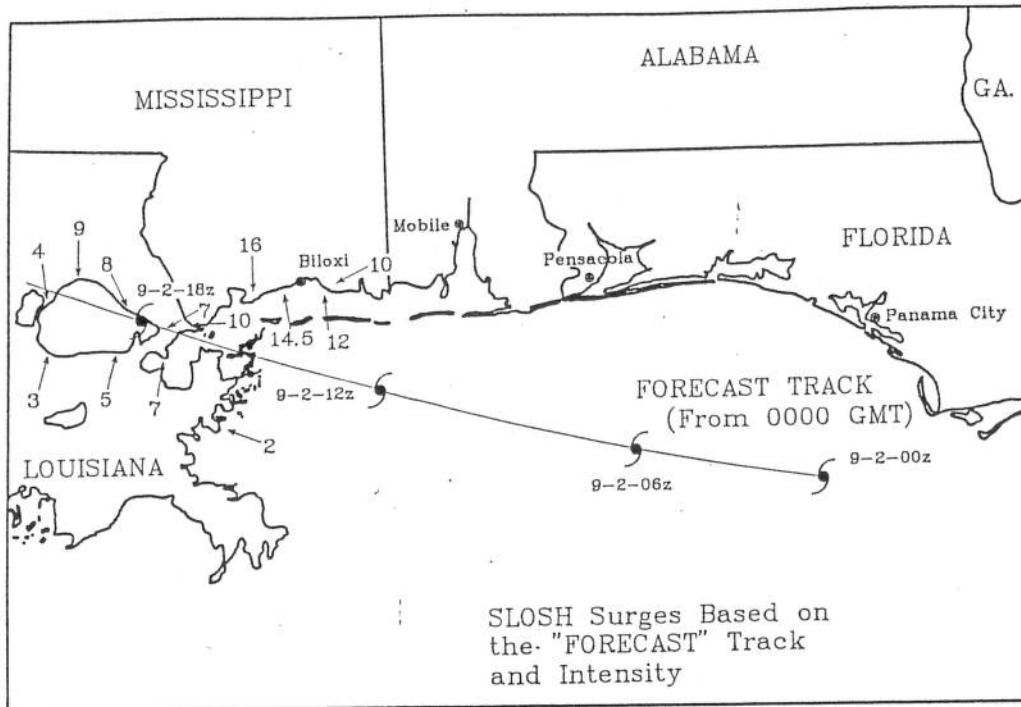 ALABAMA
GA.
MISSISSIPPI
9
4
8
16
Biloxi
10
Mobile
Pensacola
FLORIDA
9-2-18z
7
10
14.5
12
Panama City
3
5
7
9-2-12z
2
FORECAST TRACK
(From 0000 GMT)
LOUISIANA
9-2-06z
9-2-00z
SLOSH Surges Based on
the "FORECAST" Track
and Intensity